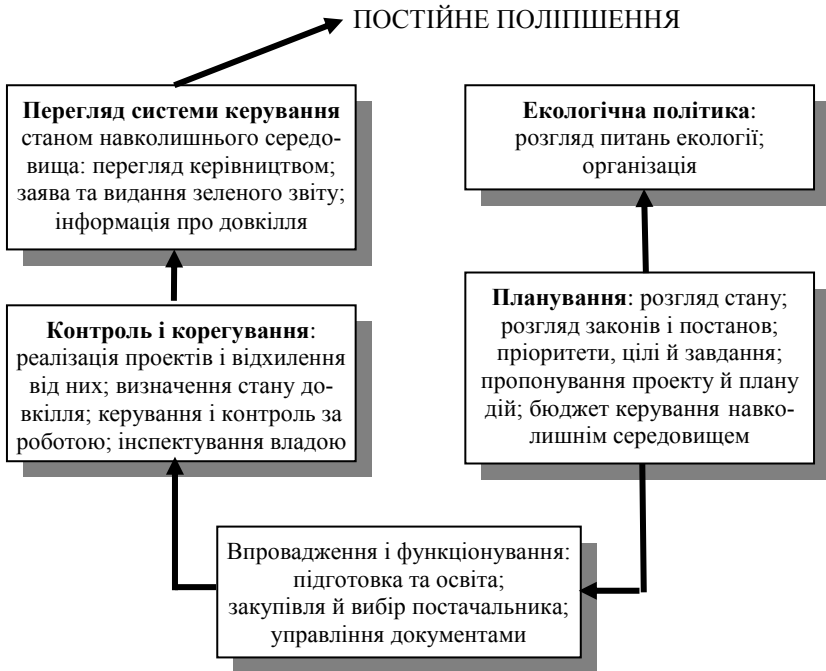 ПОСТІЙНЕ ПОЛІПШЕННЯ
Перегляд системи керування
станом навколишнього середо-
вища: перегляд керівництвом;
заява та видання зеленого звіту;
інформація про довкілля
Екологічна політика:
розгляд питань екології;
організація
Контроль і корегування:
реалізація проектів і відхилення
від них; визначення стану до-
вкілля; керування і контроль за
роботою; інспектування владою
Планування: розгляд стану;
розгляд законів і постанов;
пріоритети, цілі й завдання;
пропонування проекту й плану
дій; бюджет керування навко-
лишнім середовищем
Впровадження і функціонування:
підготовка та освіта;
закупівля й вибір постачальника;
управління документами